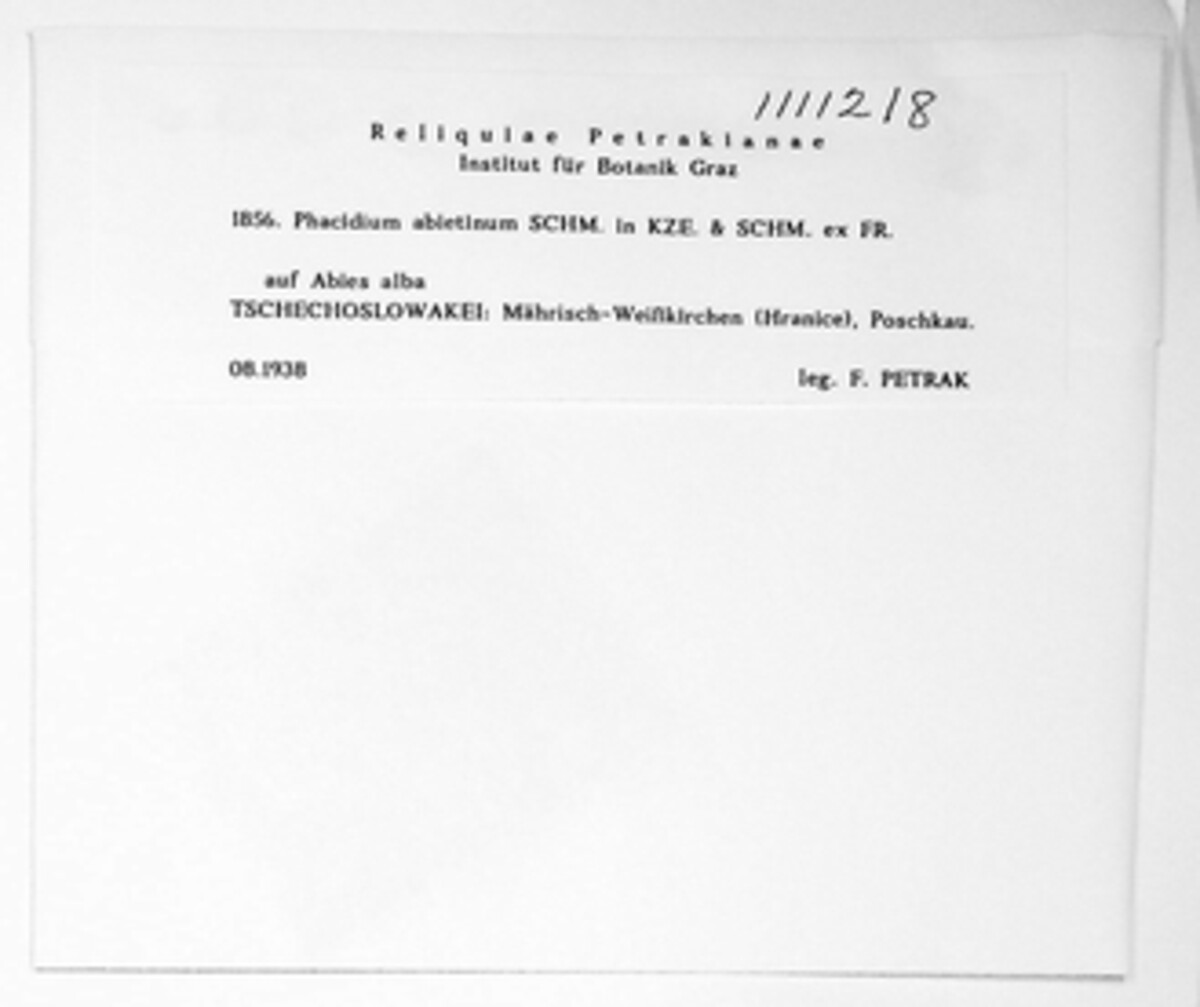 1111218
Reliquiae Petrakianae
Institut für Botanik Graz
1856. Phacidium abietinum SCHM. in KZE. & SCHM. ex FR.
auf Abies alba
TSCHECHOSLOWAKEI: Mährisch-Weißkirchen (Hranice), Poschkau.
08.1938
leg. F. PETRAK